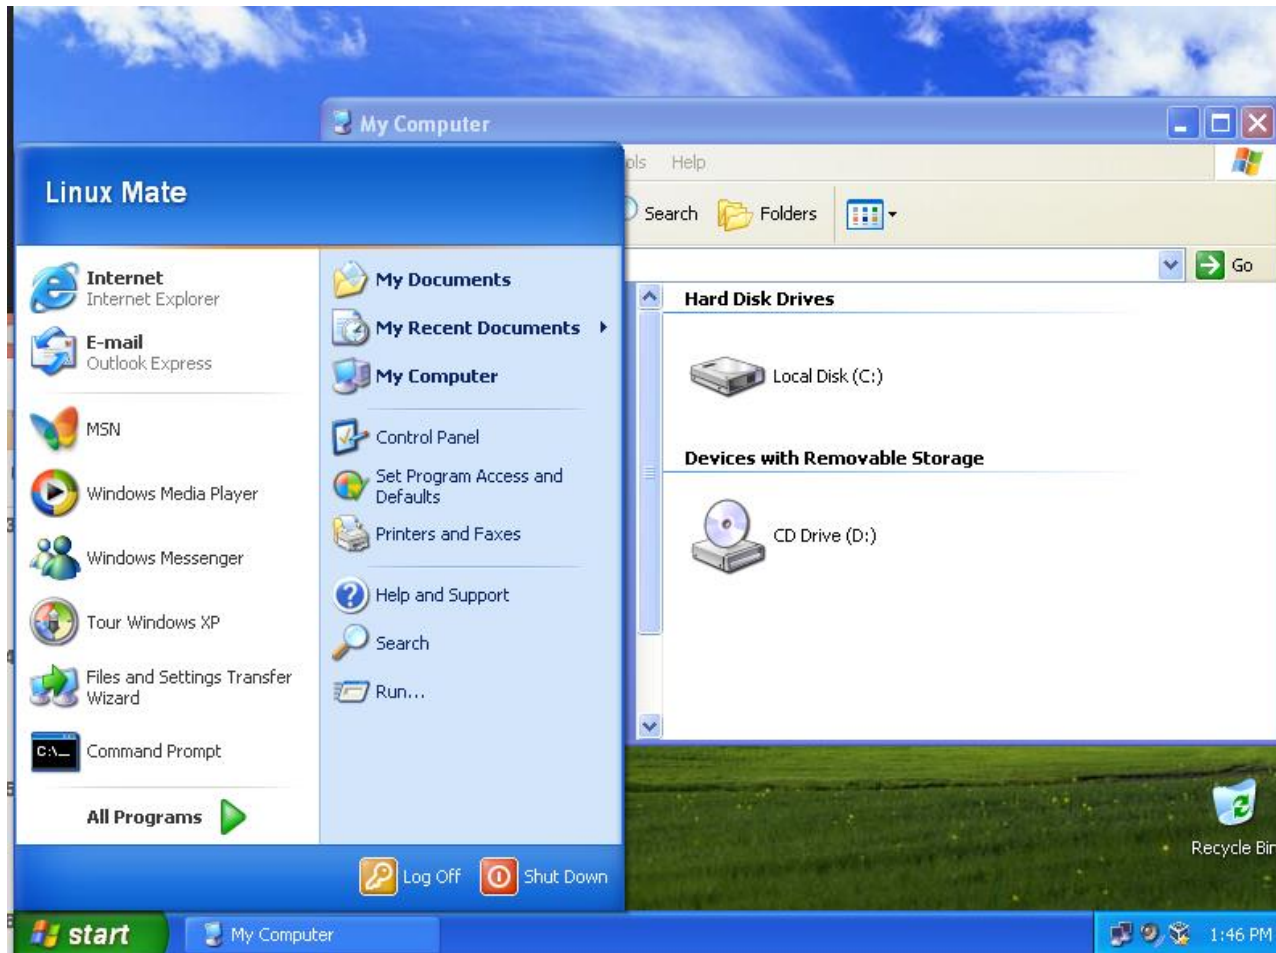 My Computer
ols Help
Linux Mate
Search Folders
Go
Internet
Internet Explorer
E-mail
Outlook Express
MSN
Windows Media Player
Windows Messenger
Tour Windows XP
Files and Settings Transfer
Wizard
C:\_
Command Prompt
All Programs
My Documents
My Recent Documents
My Computer
Control Panel
Set Program Access and
Defaults
Printers and Faxes
Help and Support
Search
Run...
Hard Disk Drives
Local Disk (C:)
Devices with Removable Storage
CD Drive (D:)
Recycle Bin
Log Off Shut Down
start My Computer 1:46 PM